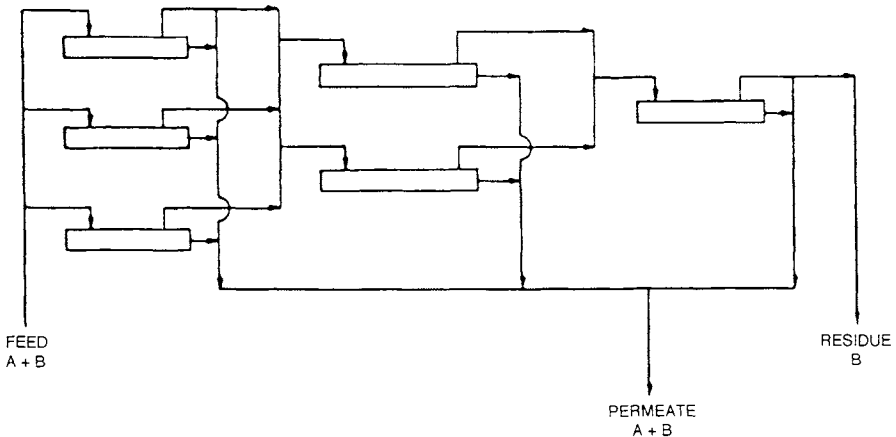 FEED
A + B
PERMEATE
A + B
RESIDUE
B